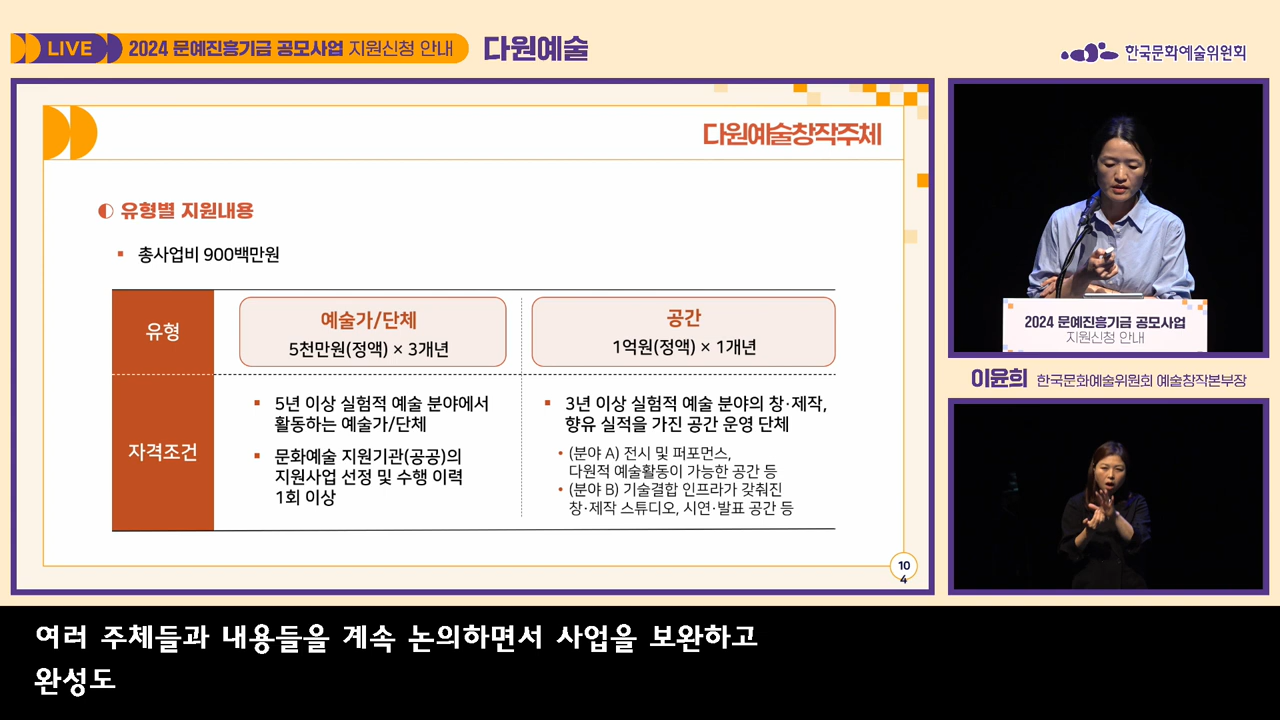 LIVE 2024 문예진흥기금 공모사업 지원신청 안내 다원예술
한국문화예술위원회
다원예술창작주체
유형별 지원내용
총사업비 900백만원
유형
예술가/단체
5천만원(정액) × 3개년
공간
1억원(정액) × 1개년
자격조건
5년 이상 실험적 예술 분야에서
활동하는 예술가/단체
문화예술 지원기관(공공)의
지원사업 선정 및 수행 이력
1회 이상
3년 이상 실험적 예술 분야의 창·제작,
향유 실적을 가진 공간 운영 단체
(분야 A) 전시 및 퍼포먼스,
다원적 예술활동이 가능한 공간 등
(분야 B) 기술결합 인프라가 갖춰진
창·제작 스튜디오, 시연·발표 공간 등
10
4
2024 문예진흥기금 공모사업
지원신청 안내
이윤희 한국문화예술위원회 예술창작본부장
여러 주체들과 내용들을 계속 논의하면서 사업을 보완하고
완성도